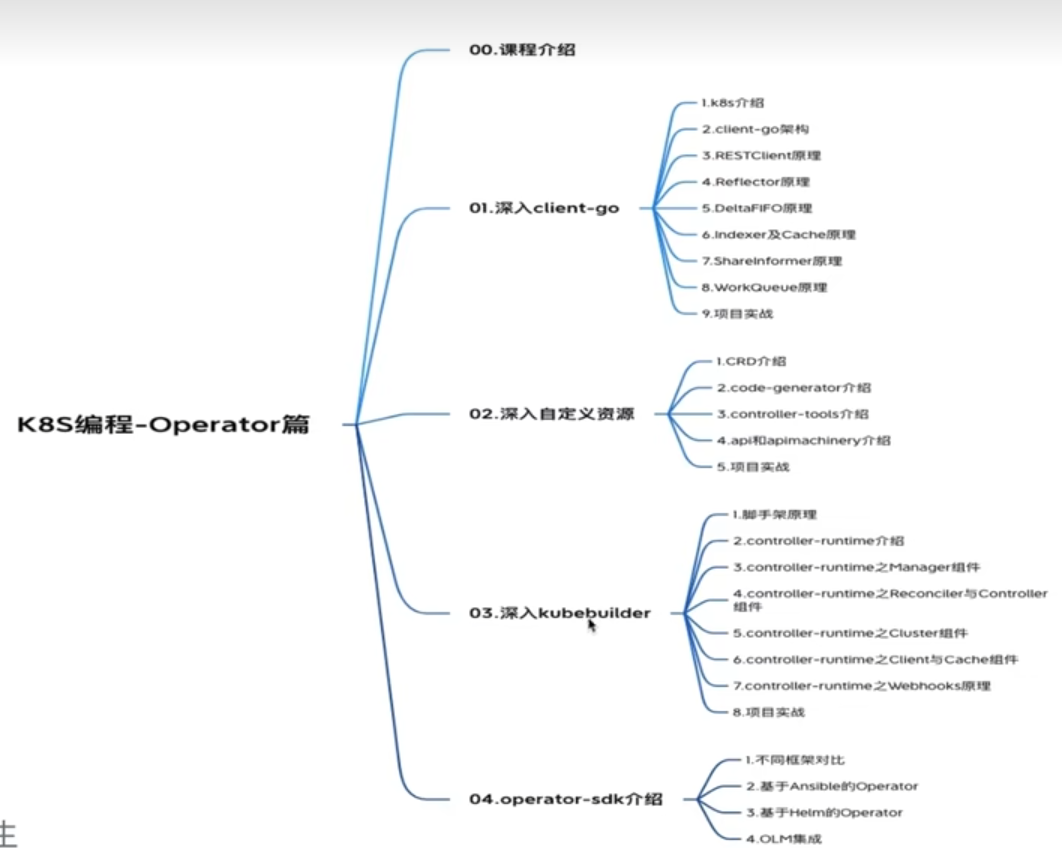 00.课程介绍
1.k8s介绍
2.client-go架构
3.RESTClient原理
4.Reflector原理
01.深入client-go
5.DeltaFIFO原理
6.Indexer及Cache原理
7.ShareInformer原理
8.WorkQueue原理
9.项目实战
1.CRD介绍
2.code-generator介绍
K8S编程-Operator篇
02.深入自定义资源
3.controller-tools介绍
4.api和apimachinery介绍
5.项目实战
1.脚手架原理
2.controller-runtime介绍
3.controller-runtime之Manager组件
4.controller-runtime之Reconciler与Controller
组件
03.深入kubebuilder
5.controller-runtime之Cluster组件
6.controller-runtime之Client与Cache组件
7.controller-runtime之Webhooks原理
8.项目实战
1.不同框架对比
2.基于Ansible的Operator
04.operator-sdk介绍
3.基于Helm的Operator
4.OLM集成
生